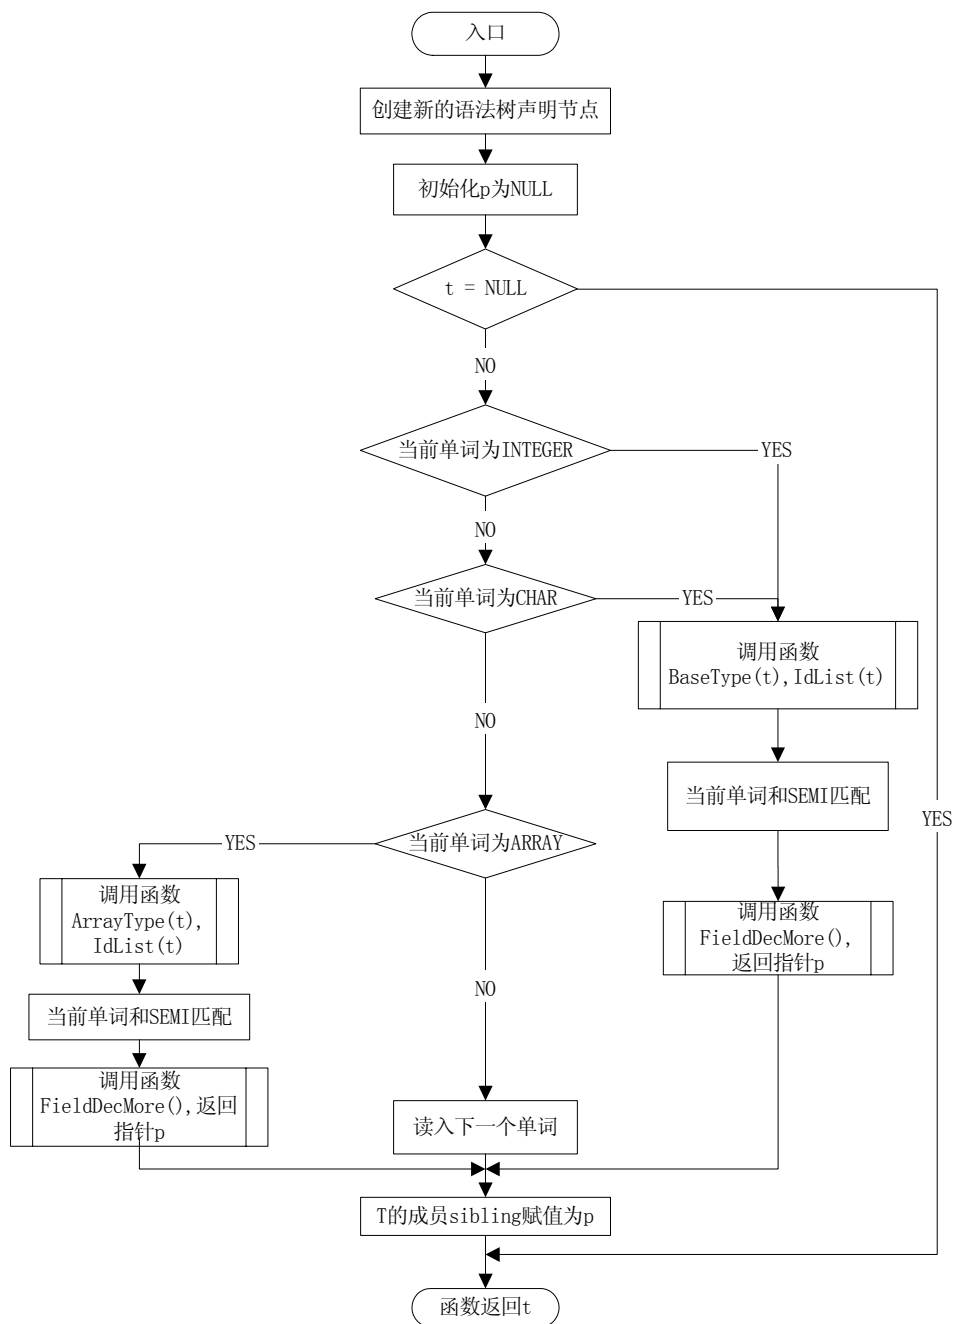 入口
创建新的语法树声明节点
初始化p为NULL
t = NULL
NO
当前单词为INTEGER
YES
NO
当前单词为CHAR
YES
调用函数
BaseType(t),IdList(t)
NO
当前单词和SEMI匹配
YES
当前单词为ARRAY
YES
调用函数
ArrayType(t),
IdList(t)
调用函数
FieldDecMore(),
返回指针p
NO
当前单词和SEMI匹配
调用函数
FieldDecMore(),返回
指针p
读入下一个单词
T的成员sibling赋值为p
函数返回t